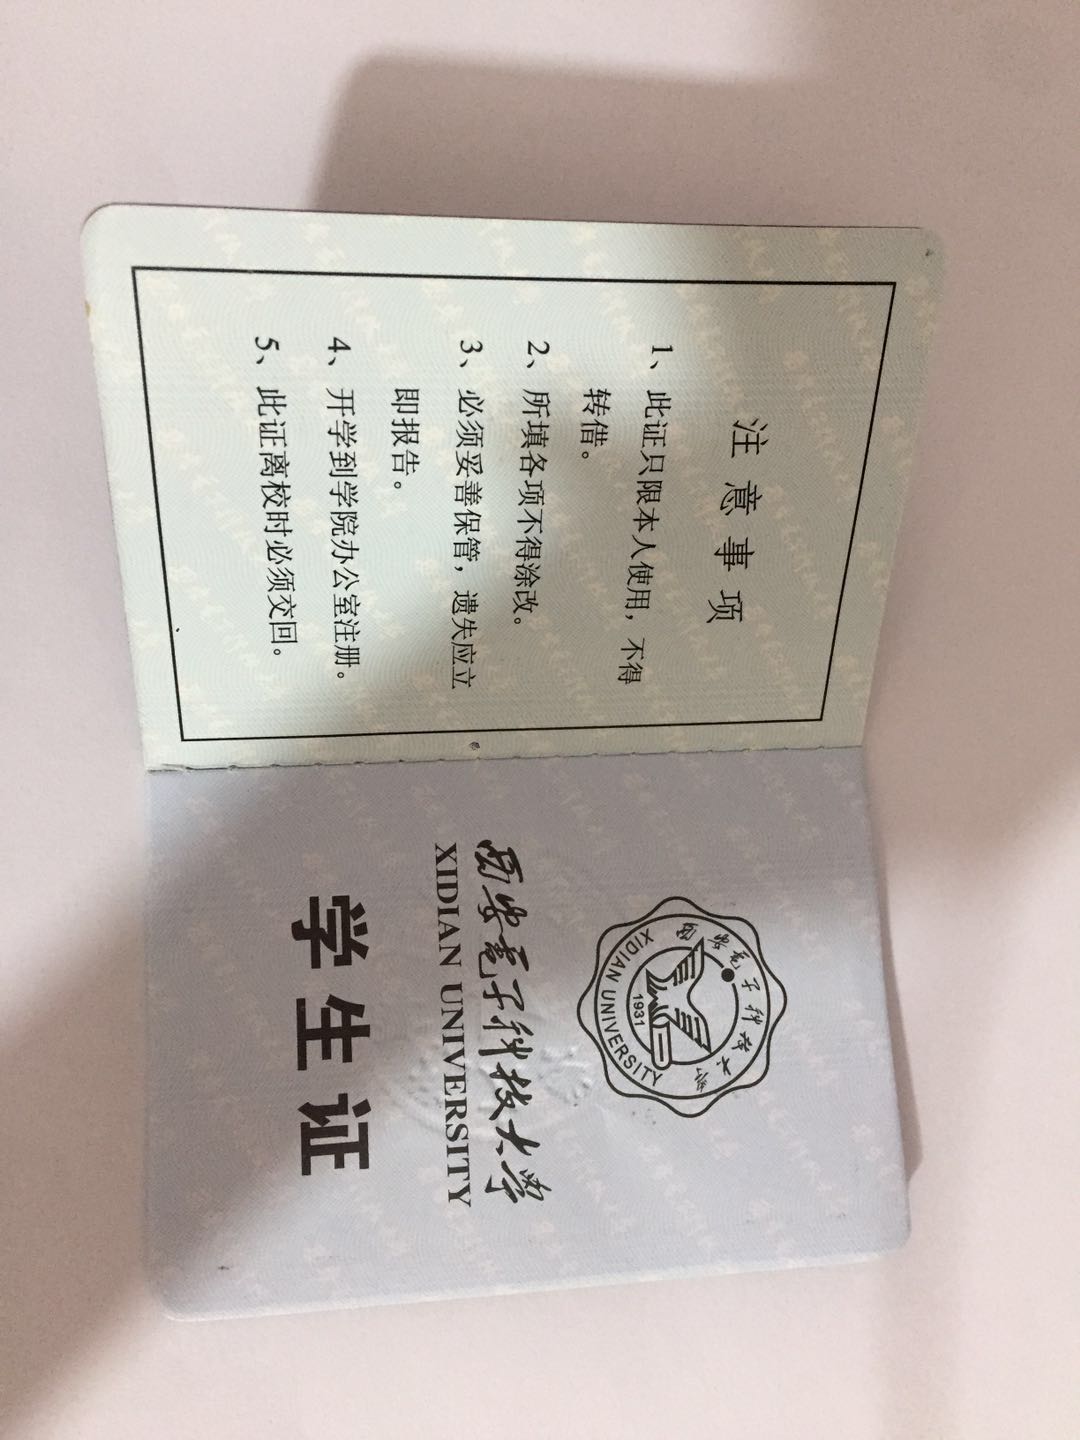 注意事项
1、此证只限本人使用，不得
转借。
2、所填各项不得涂改。
3、必须妥善保管，遗失应立
即报告。
4、开学到学院办公室注册。
5、此证离校时必须交回。
西安電子科技大学
1931
XIDIAN UNIVERSITY
西安電子科技大學
XIDIAN UNIVERSITY
学生证